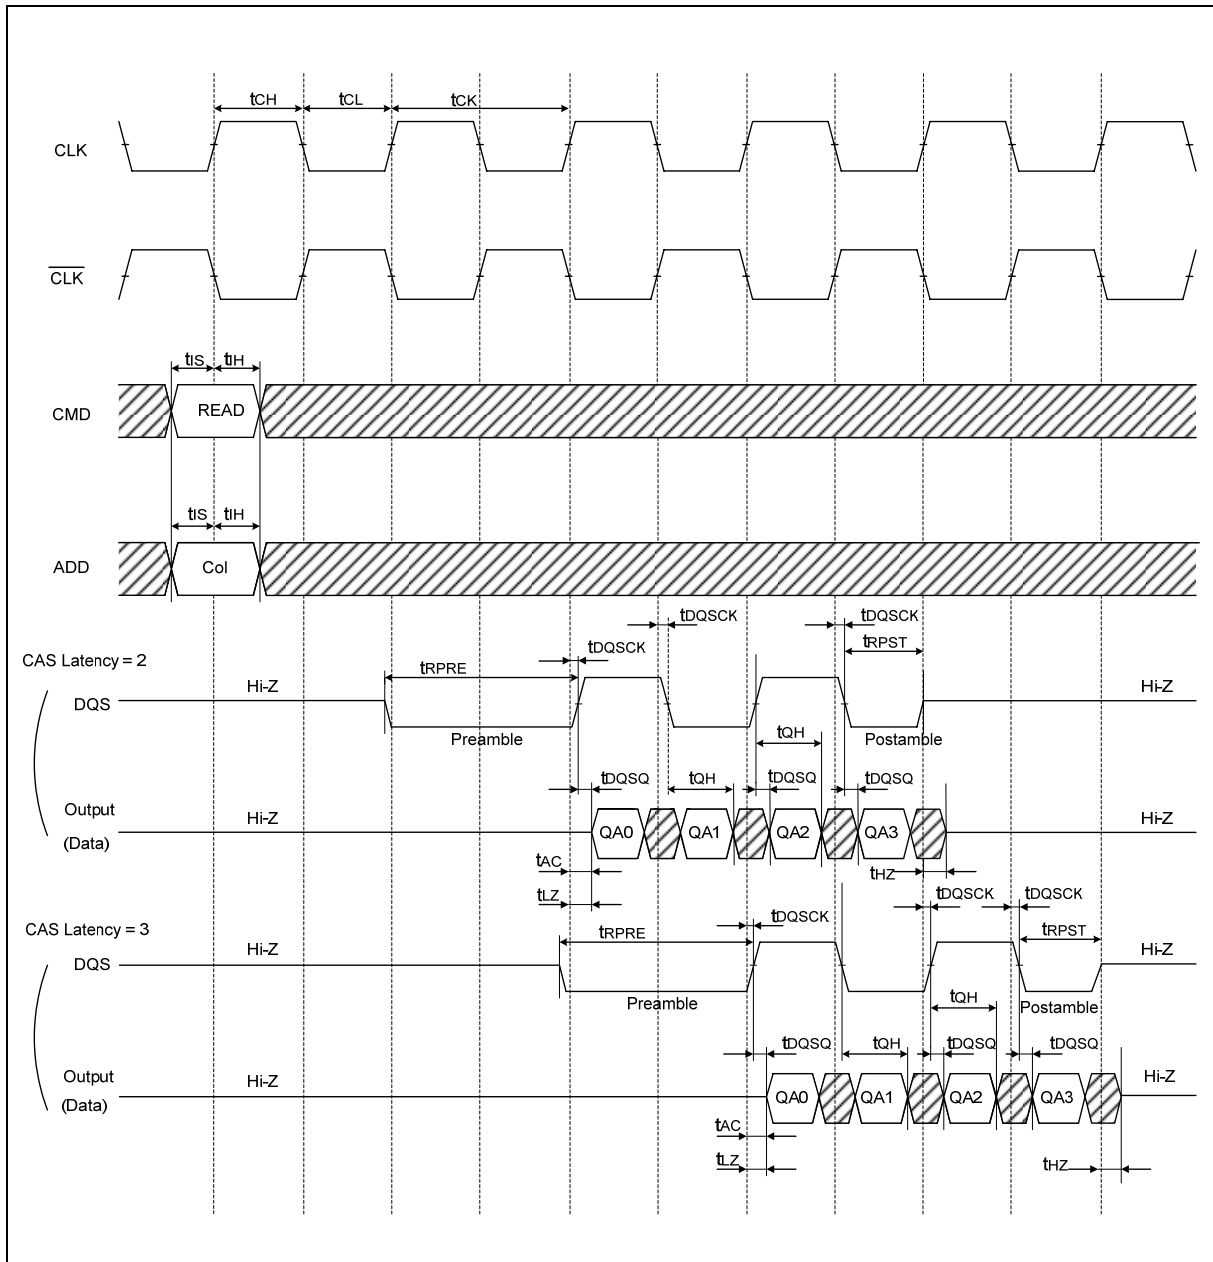 tCH tCL tCK
CLK
CLK
tIS tIH
CMD READ
tIS tIH
ADD Col
tDQSCK tDQSCK
tDQSCK tRPST
CAS Latency = 2
tRPRE
DQS Hi-Z Hi-Z
Preamble Postamble
tQH
tDQSQ tQH tDQSQ tDQSQ
Output
(Data)
Hi-Z QA0 QA1 QA2 QA3 Hi-Z
tAC
tHZ
tLZ
tDQSCK tDQSCK
tDQSCK
CAS Latency = 3
tRPRE tRPST
DQS Hi-Z Hi-Z
Preamble Postamble
tQH
tDQSQ tQH tDQSQ tDQSQ
Output
(Data)
Hi-Z QA0 QA1 QA2 QA3 Hi-Z
tAC
tLZ tHZ